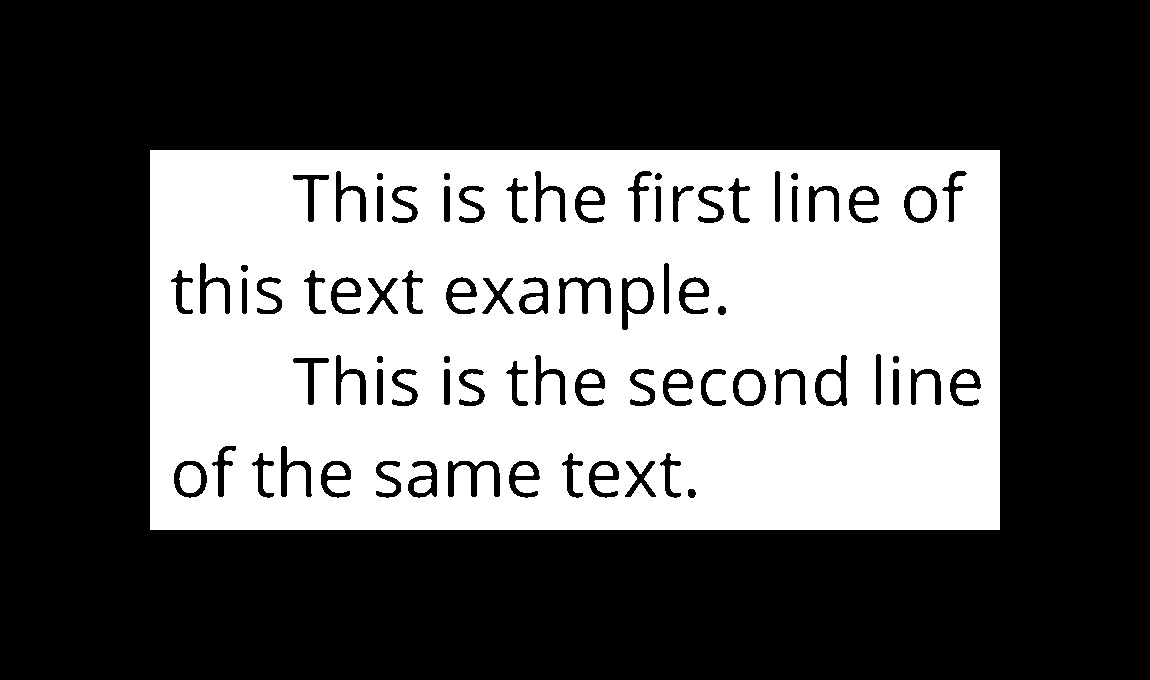 This is the first line of
this text example.
This is the second line
of the same text.